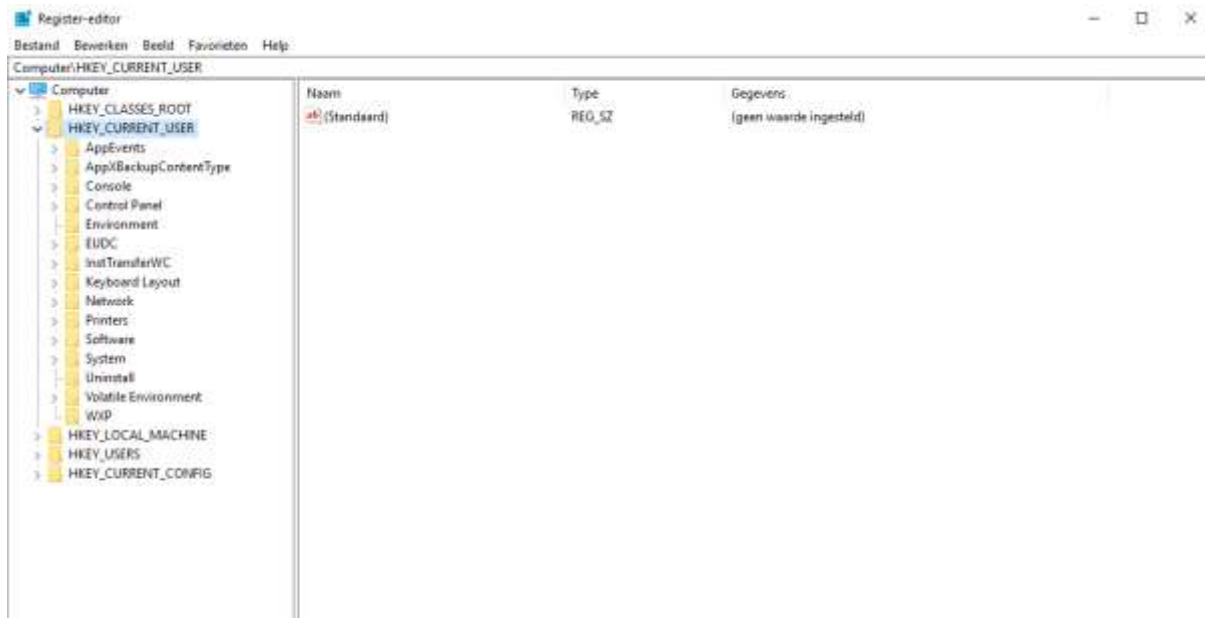 Register-editor
Bestand Bewerken Beeld Favorieten Help
Computer\HKEY_CURRENT_USER
Computer
HKEY_CLASSES_ROOT
HKEY_CURRENT_USER
AppEvents
AppXBackupContentType
Console
Control Panel
Environment
EUDC
InstTransferWC
Keyboard Layout
Network
Printers
Software
System
Uninstall
Volatile Environment
WXP
HKEY_LOCAL_MACHINE
HKEY_USERS
HKEY_CURRENT_CONFIG
Naam Type Gegevens
ab (Standaard) REG_SZ (geen waarde ingesteld)